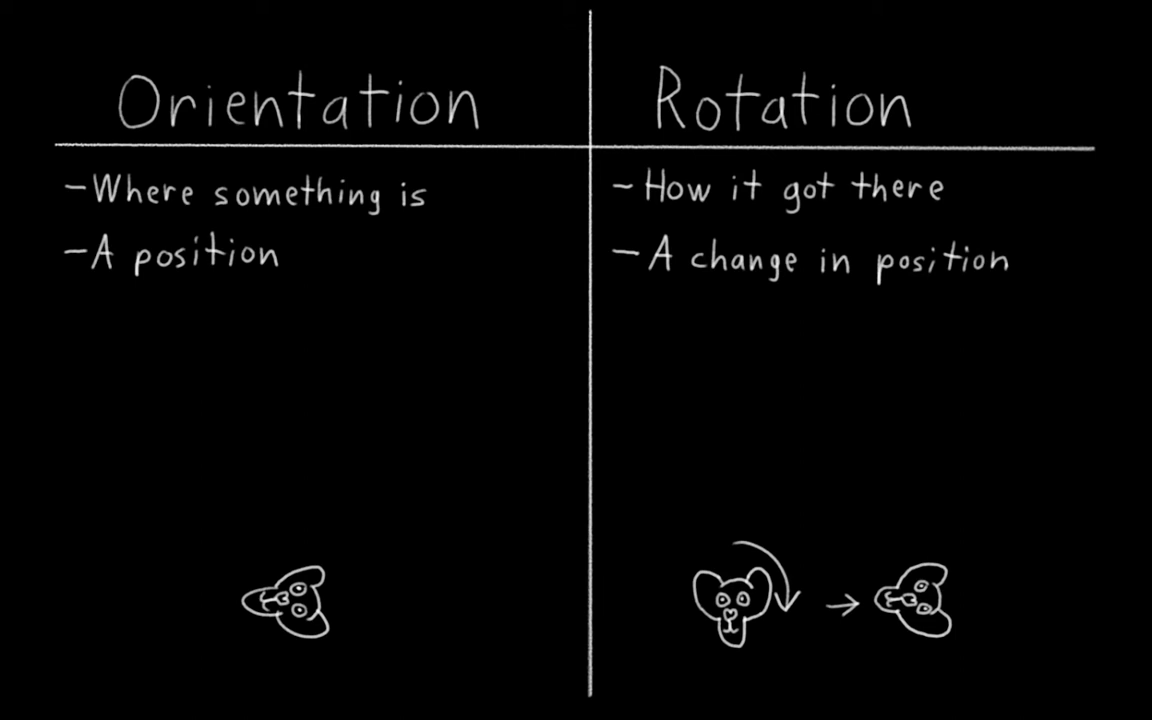 Orientation
-Where something is
-A position
Rotation
-How it got there
-A change in position